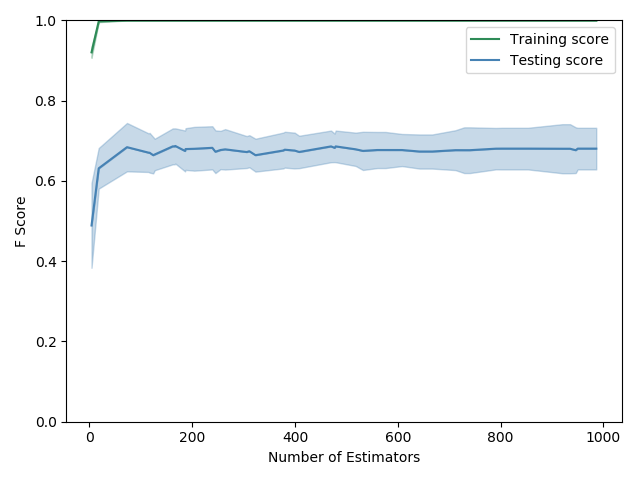 1.0
0.8
0.6
0.4
0.2
0.0
F Score
Training score
Testing score
0 200 400 600 800 1000
Number of Estimators